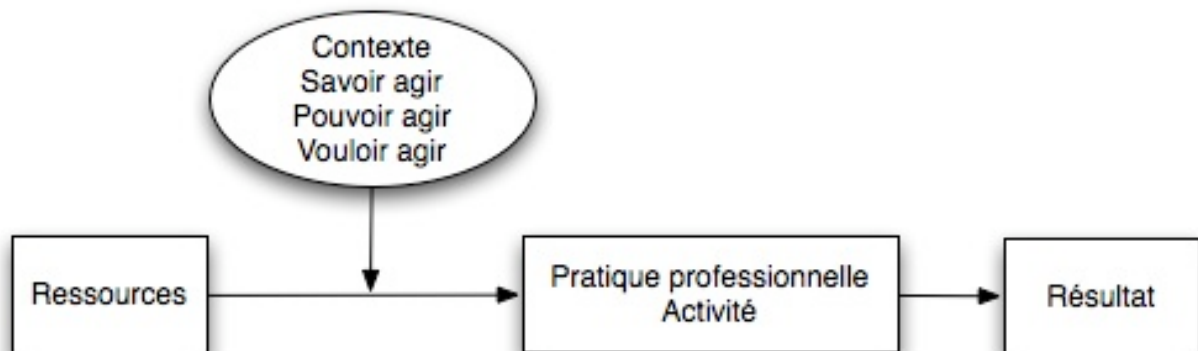 Contexte
Savoir agir
Pouvoir agir
Vouloir agir
Ressources
Pratique professionnelle
Activité
Résultat